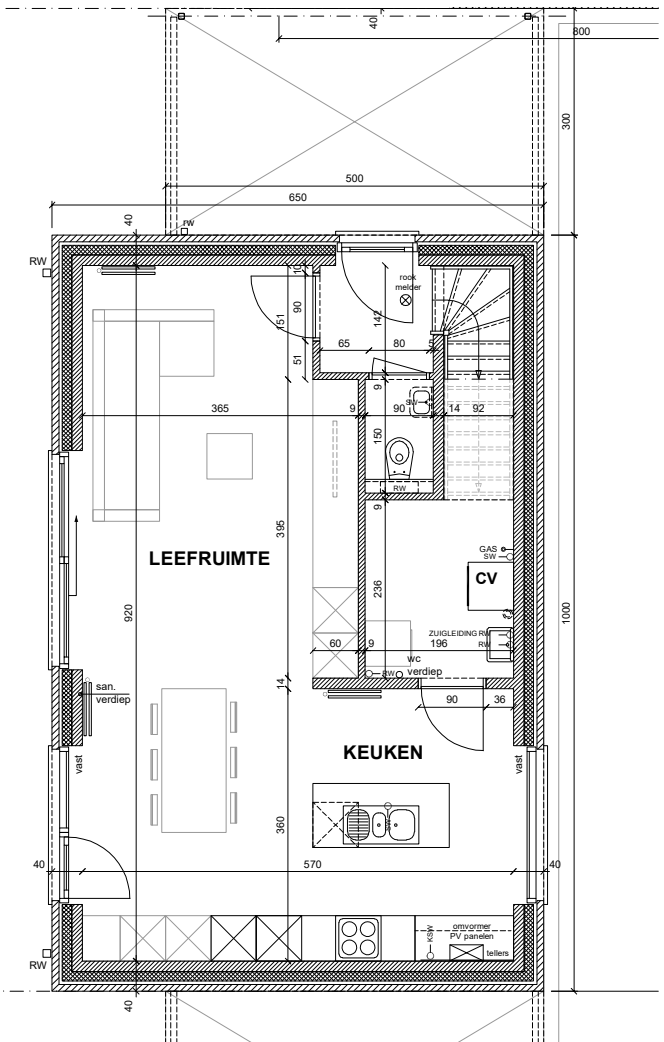 40
800
300
500
650
40
rw
RW
rook
melder
10
90
151
142
51
65
80
5
9
365
9
90
14
92
SW
150
RW
9
395
LEEFRUIMTE
GAS
SW
CV
236
920
1000
ZUIGLEIDING RW
RW
60
9
196
wc
verdiep
RW
14
san.
verdiep
90
36
KEUKEN
vast
vast
SW
360
40
570
40
omvormer
PV panelen
KSW
tellers
RW
40